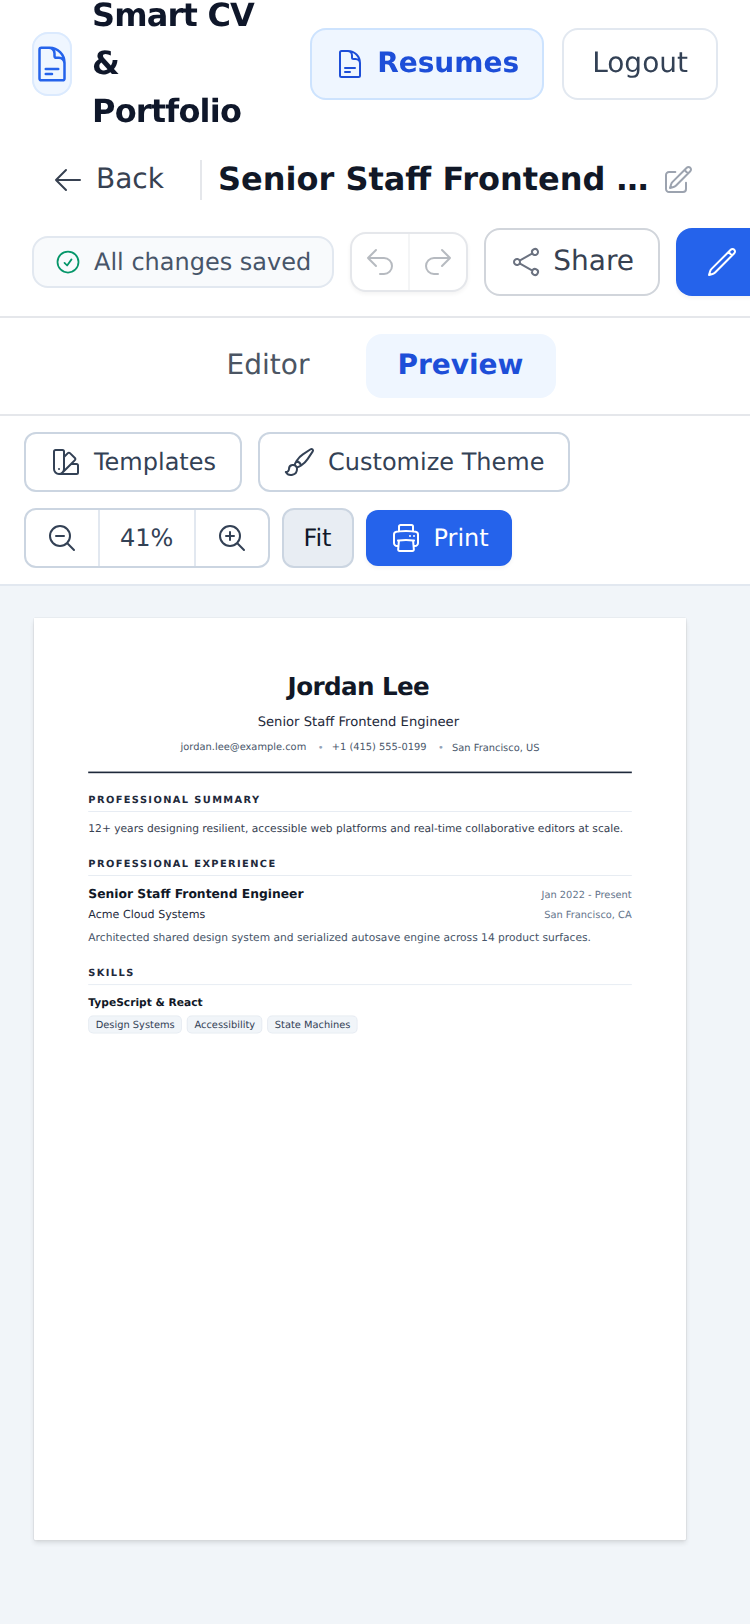 Smart CV
&
Portfolio
Resumes
Logout
Back
Senior Staff Frontend ...
All changes saved
Share
Editor
Preview
Templates
Customize Theme
41%
Fit
Print
Jordan Lee
Senior Staff Frontend Engineer
jordan.lee@example.com • +1 (415) 555-0199 • San Francisco, US
PROFESSIONAL SUMMARY
12+ years designing resilient, accessible web platforms and real-time collaborative editors at scale.
PROFESSIONAL EXPERIENCE
Senior Staff Frontend Engineer Jan 2022 - Present
Acme Cloud Systems San Francisco, CA
Architected shared design system and serialized autosave engine across 14 product surfaces.
SKILLS
TypeScript & React
Design Systems Accessibility State Machines